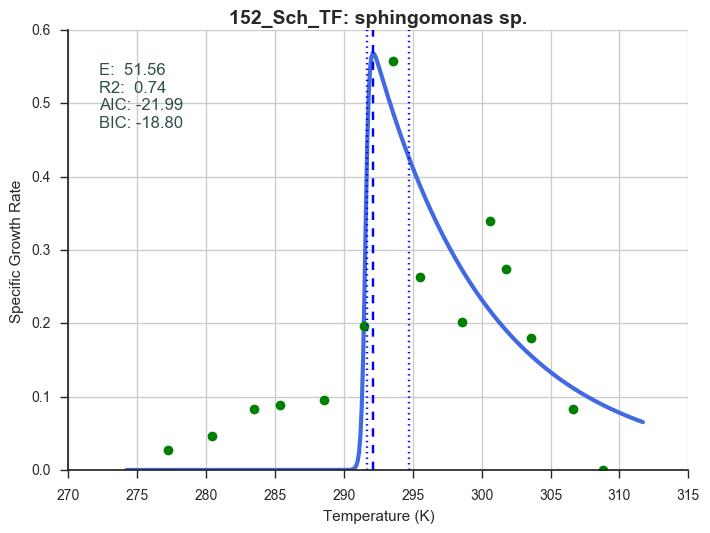 152_Sch_TF: sphingomonas sp.
E:  51.56
R2:  0.74
AIC: -21.99
BIC: -18.80
0.6
0.5
0.4
0.3
0.2
0.1
0.0
Specific Growth Rate
270 275 280 285 290 295 300 305 310 315
Temperature (K)